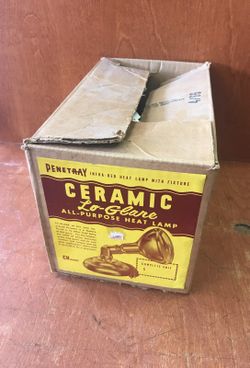 PENETRAY INFRA-RED HEAT LAMP WITH FIXTURE
CERAMIC
Lo-Glare
ALL-PURPOSE HEAT LAMP
COMPLETE UNIT